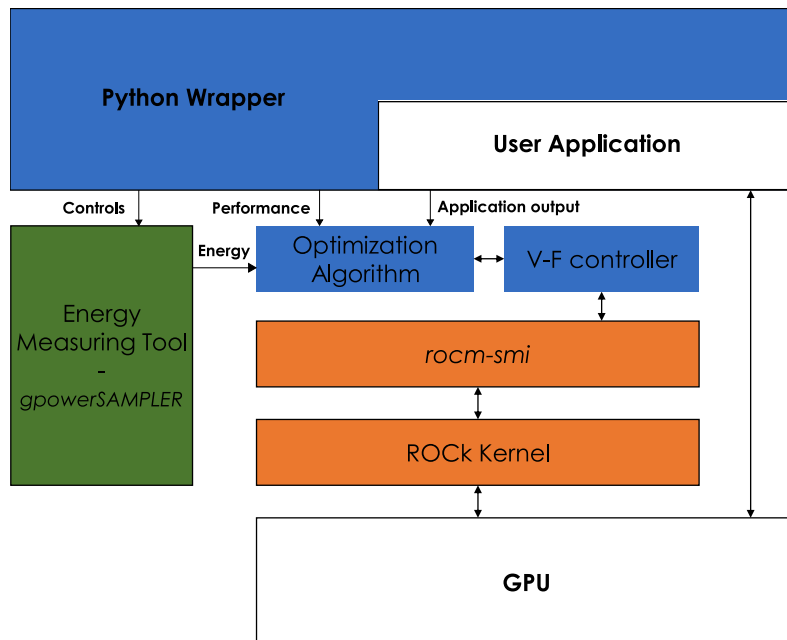 Python Wrapper
User Application
Controls
Performance
Application output
Energy
Optimization
Algorithm
V-F controller
Energy
Measuring Tool
-
gpowerSAMPLER
rocm-smi
ROCk Kernel
GPU